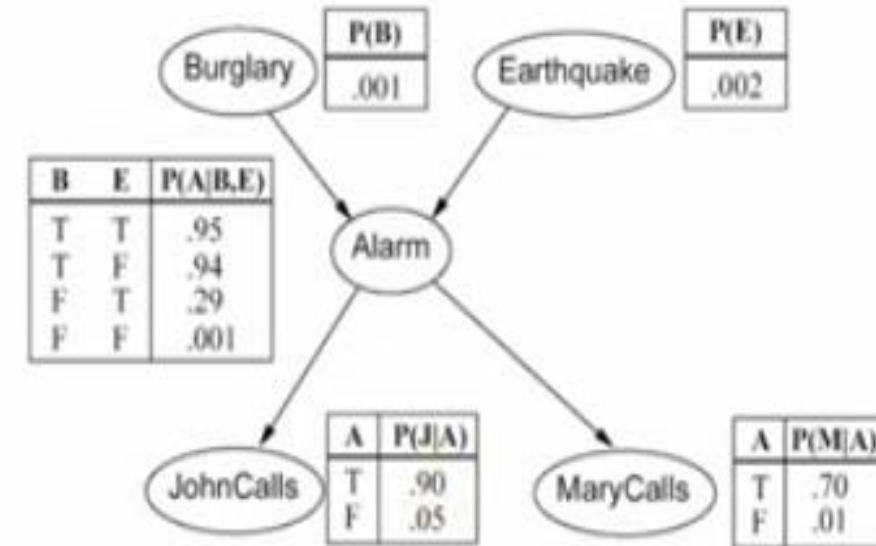 Burglary
P(B)
.001
Earthquake
P(E)
.002
B E P(A|B,E)
T T .95
T F .94
F T .29
F F .001
Alarm
JohnCalls
A P(J|A)
T .90
F .05
MaryCalls
A P(M|A)
T .70
F .01